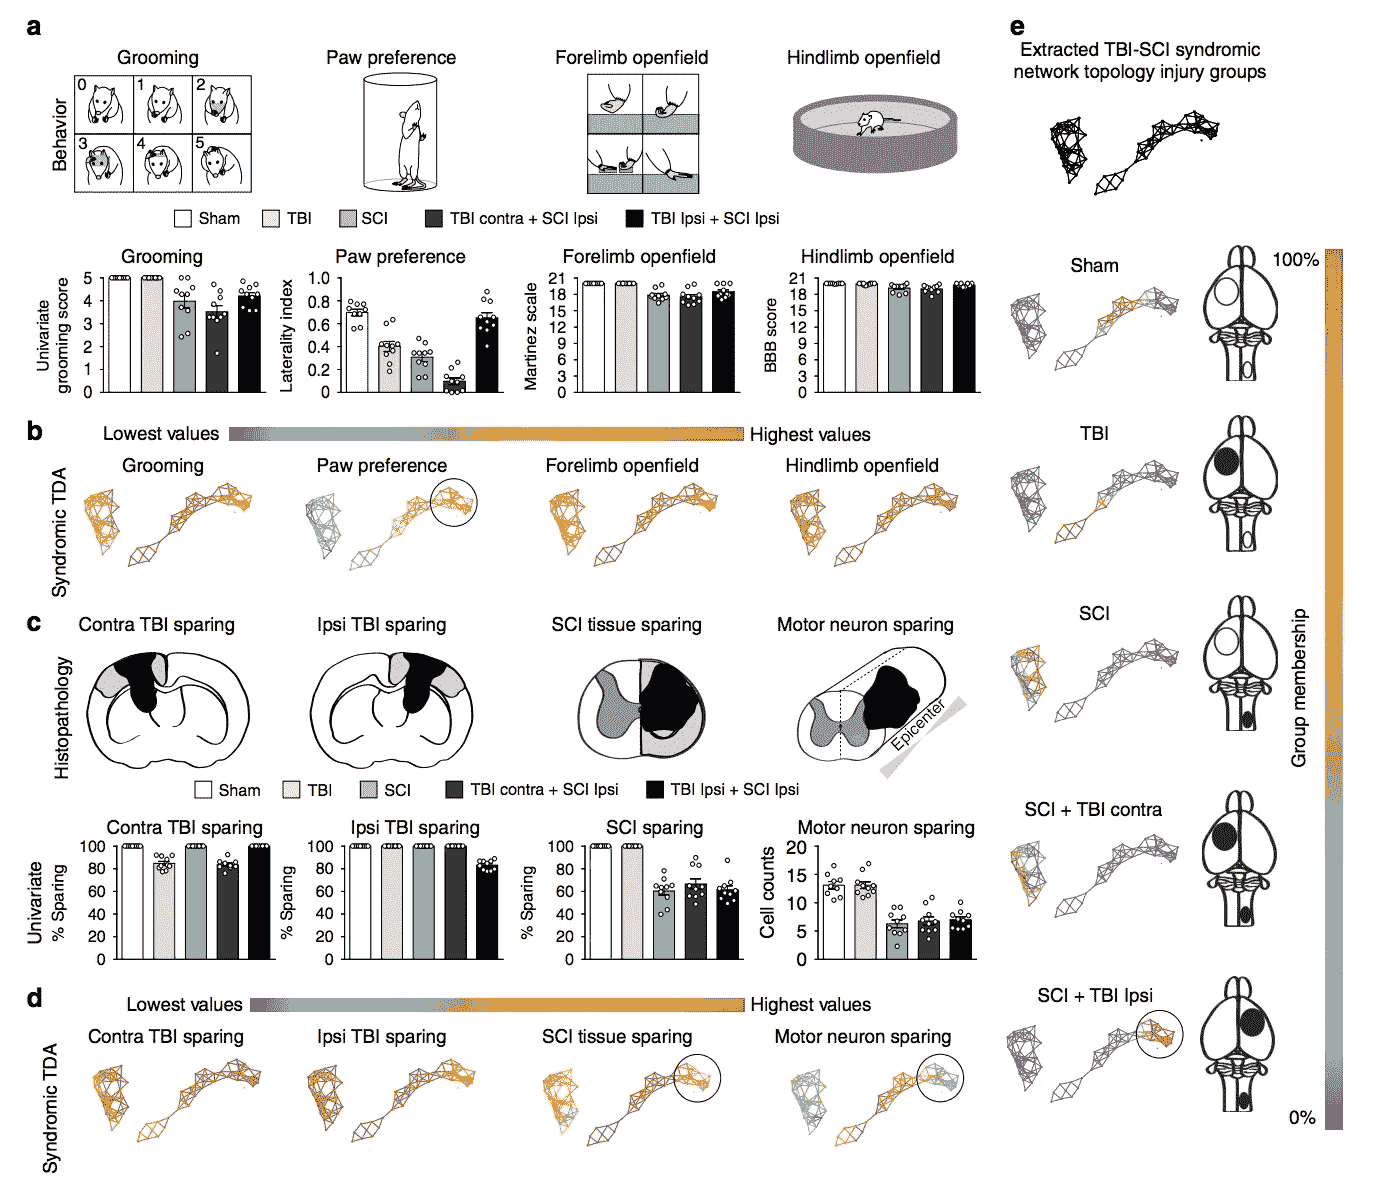 a
Grooming
Paw preference
Forelimb openfield
Hindlimb openfield
Behavior
0 1 2
3 4 5
Sham TBI SCI TBI contra + SCI Ipsi TBI Ipsi + SCI Ipsi
Grooming
Univariate
grooming score
5
4
3
2
1
0
Paw preference
Laterality index
1.0
0.8
0.6
0.4
0.2
0
Forelimb openfield
Martinez scale
21
18
15
12
9
6
3
0
Hindlimb openfield
BBB score
21
18
15
12
9
6
3
0
b
Lowest values
Highest values
Syndromic TDA
Grooming
Paw preference
Forelimb openfield
Hindlimb openfield
c
Contra TBI sparing
Ipsi TBI sparing
SCI tissue sparing
Motor neuron sparing
Histopathology
Epicenter
Sham TBI SCI TBI contra + SCI Ipsi TBI Ipsi + SCI Ipsi
Contra TBI sparing
Univariate
% Sparing
100
80
60
40
20
0
Ipsi TBI sparing
% Sparing
100
80
60
40
20
0
SCI sparing
% Sparing
100
80
60
40
20
0
Motor neuron sparing
Cell counts
20
15
10
5
0
d
Lowest values
Highest values
Syndromic TDA
Contra TBI sparing
Ipsi TBI sparing
SCI tissue sparing
Motor neuron sparing
e
Extracted TBI-SCI syndromic
network topology injury groups
Sham
TBI
SCI
SCI + TBI contra
SCI + TBI Ipsi
100%
Group membership
0%